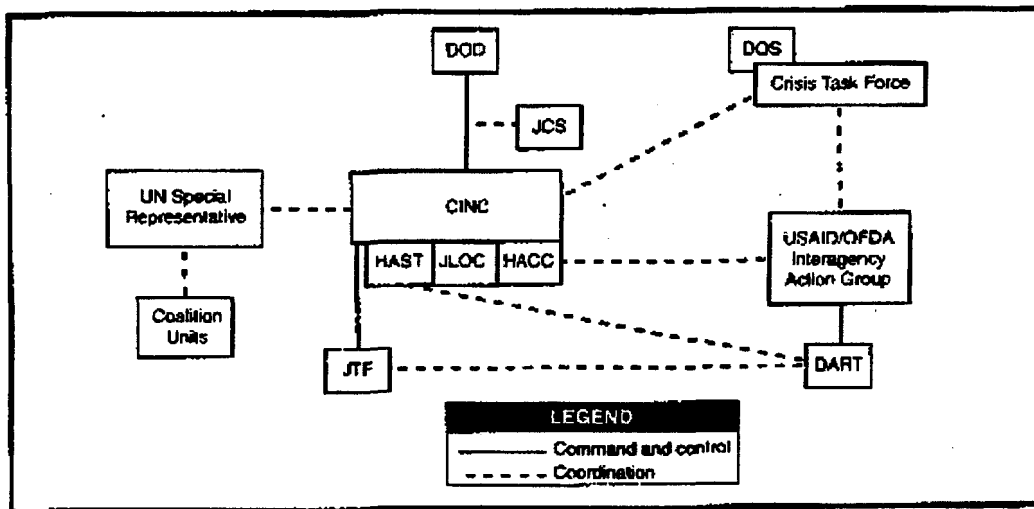 DOD
DOS
Crisis Task Force
JCS
UN Special
Representative
CINC
USAID/OFDA
Interagency
Action Group
HAST
JLOC
HACC
Coalition
Units
JTF
DART
LEGEND
Command and control
Coordination